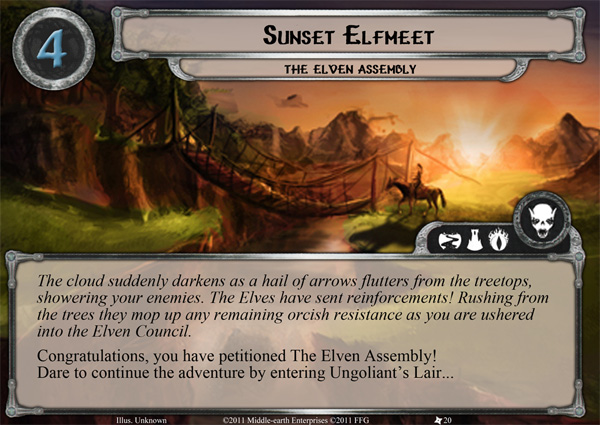 4
SUNSET ELFMEET
THE ELVEN ASSEMBLY
The cloud suddenly darkens as a hail of arrows flutters from the treetops,
showering your enemies. The Elves have sent reinforcements! Rushing from
the trees they mop up any remaining orcish resistance as you are ushered
into the Elven Council.
Congratulations, you have petitioned The Elven Assembly!
Dare to continue the adventure by entering Ungoliant's Lair...
Illus. Unknown ©2011 Middle-earth Enterprises ©2011 FFG 20